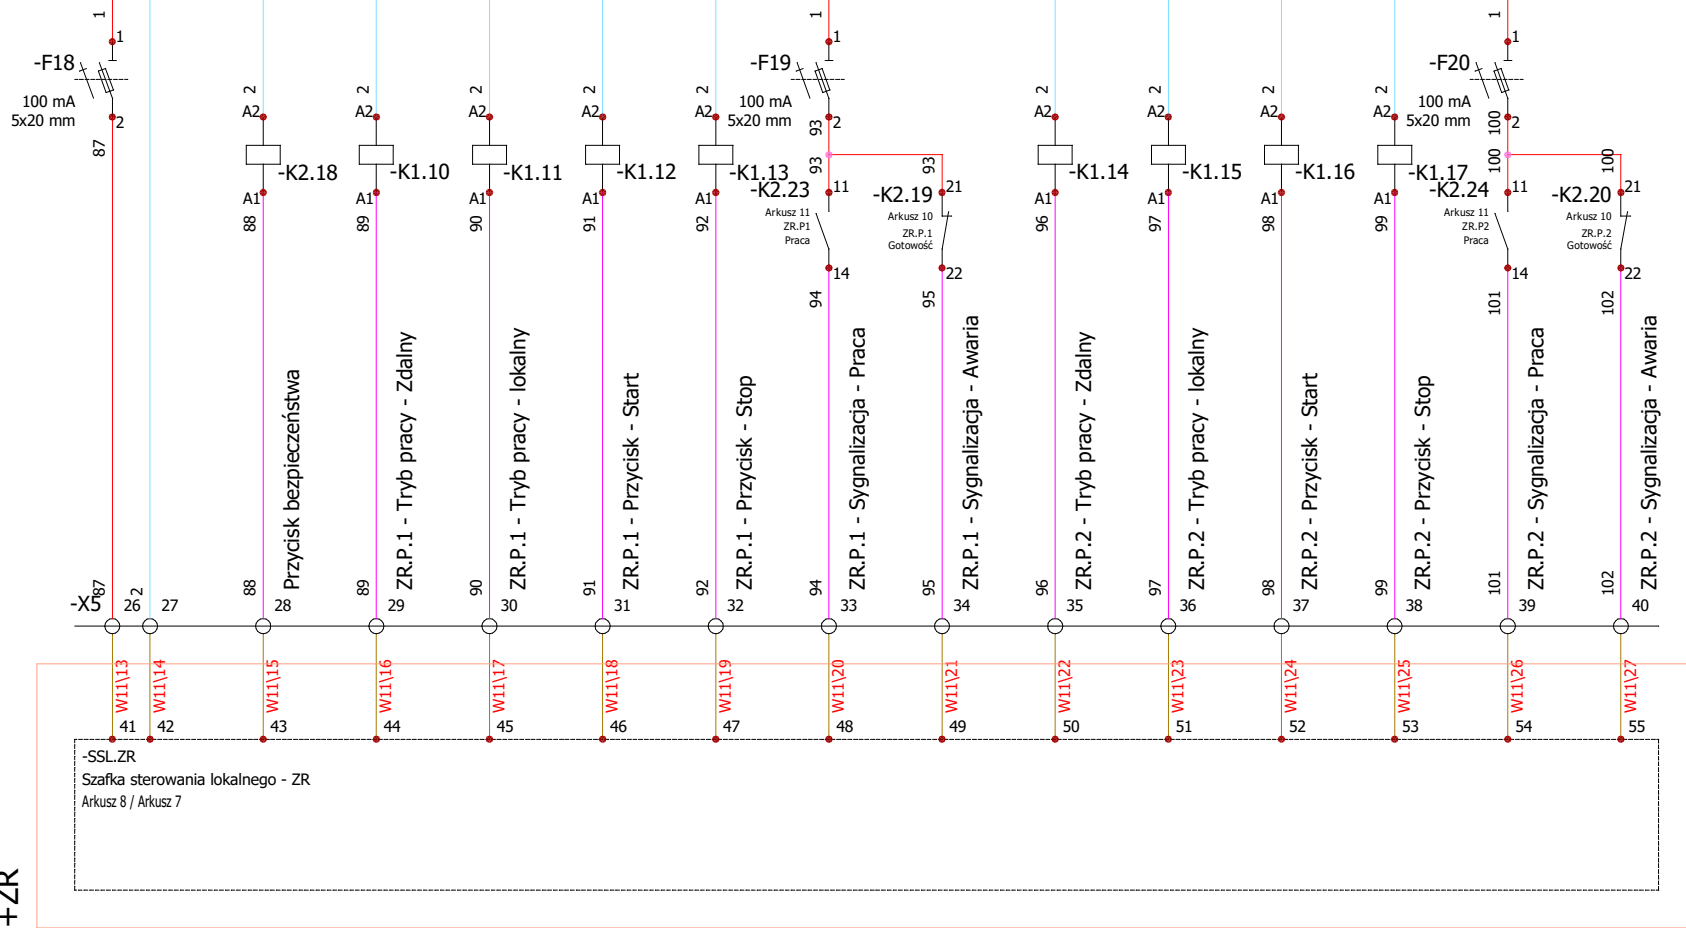 1
1
1
1
-F18
100 mA
5x20 mm
2
87
1
-F19
100 mA
5x20 mm
2
93
93
93
1
-F20
100 mA
5x20 mm
2
100
100
100
2
A2
-K2.18
A1
88
2
A2
-K1.10
A1
89
2
A2
-K1.11
A1
90
2
A2
-K1.12
A1
91
2
A2
-K1.13
A1
92
-K2.23
11
Arkusz 11
ZR.P1
Praca
14
94
-K2.19
21
Arkusz 10
ZR.P.1
Gotowość
22
95
2
A2
-K1.14
A1
96
2
A2
-K1.15
A1
97
2
A2
-K1.16
A1
98
2
A2
-K1.17
A1
99
-K2.24
11
Arkusz 11
ZR.P2
Praca
14
101
-K2.20
21
Arkusz 10
ZR.P.2
Gotowość
22
102
Przycisk bezpieczeństwa
ZR.P.1 - Tryb pracy - Zdalny
ZR.P.1 - Tryb pracy - lokalny
ZR.P.1 - Przycisk - Start
ZR.P.1 - Przycisk - Stop
ZR.P.1 - Sygnalizacja - Praca
ZR.P.1 - Sygnalizacja - Awaria
ZR.P.2 - Tryb pracy - Zdalny
ZR.P.2 - Tryb pracy - lokalny
ZR.P.2 - Przycisk - Start
ZR.P.2 - Przycisk - Stop
ZR.P.2 - Sygnalizacja - Praca
ZR.P.2 - Sygnalizacja - Awaria
87 2 88 89 90 91 92 94 95 96 97 98 99 101 102
-X5 26 27 28 29 30 31 32 33 34 35 36 37 38 39 40
W11\13 W11\14 W11\15 W11\16 W11\17 W11\18 W11\19 W11\20 W11\21 W11\22 W11\23 W11\24 W11\25 W11\26 W11\27
41 42 43 44 45 46 47 48 49 50 51 52 53 54 55
-SSL.ZR
Szafka sterowania lokalnego - ZR
Arkusz 8 / Arkusz 7
+ZR